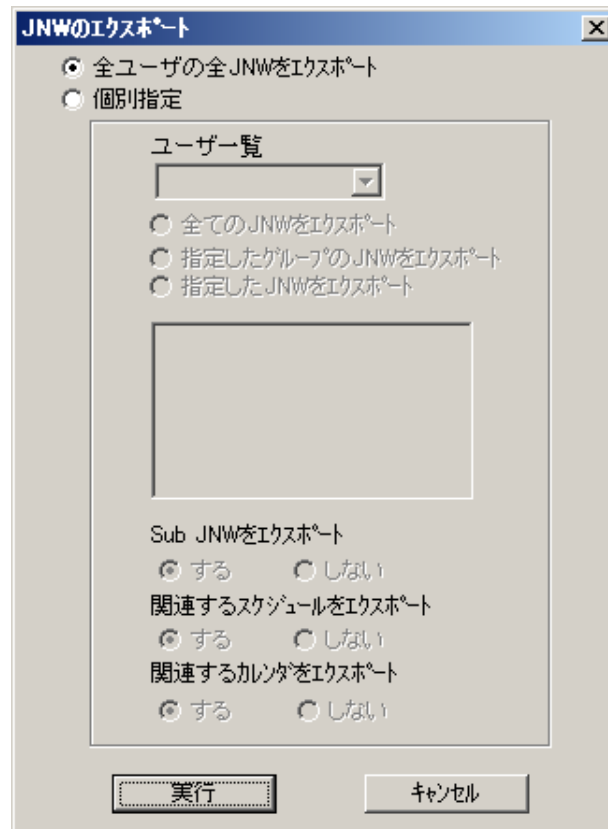 JNWのｴｸｽﾎﾟｰﾄ
全ユーザの全JNWをｴｸｽﾎﾟｰﾄ
個別指定
ユーザ一覧
全てのJNWをｴｸｽﾎﾟｰﾄ
指定したｸﾞﾙｰﾌﾟのJNWをｴｸｽﾎﾟｰﾄ
指定したJNWをｴｸｽﾎﾟｰﾄ
Sub JNWをｴｸｽﾎﾟｰﾄ
する しない
関連するｽｹｼﾞｭｰﾙをｴｸｽﾎﾟｰﾄ
する しない
関連するｶﾚﾝﾀﾞをｴｸｽﾎﾟｰﾄ
する しない
実行 ｷｬﾝｾﾙ